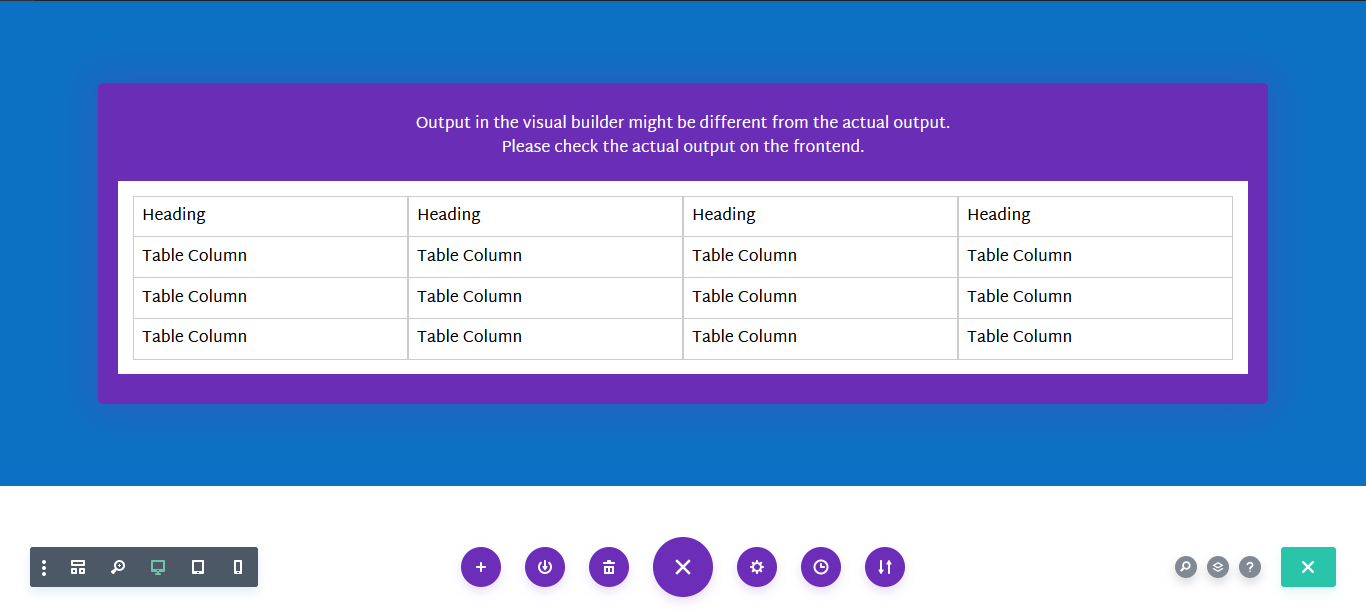 Output in the visual builder might be different from the actual output.
Please check the actual output on the frontend.
Heading Heading Heading Heading
Table Column Table Column Table Column Table Column
Table Column Table Column Table Column Table Column
Table Column Table Column Table Column Table Column